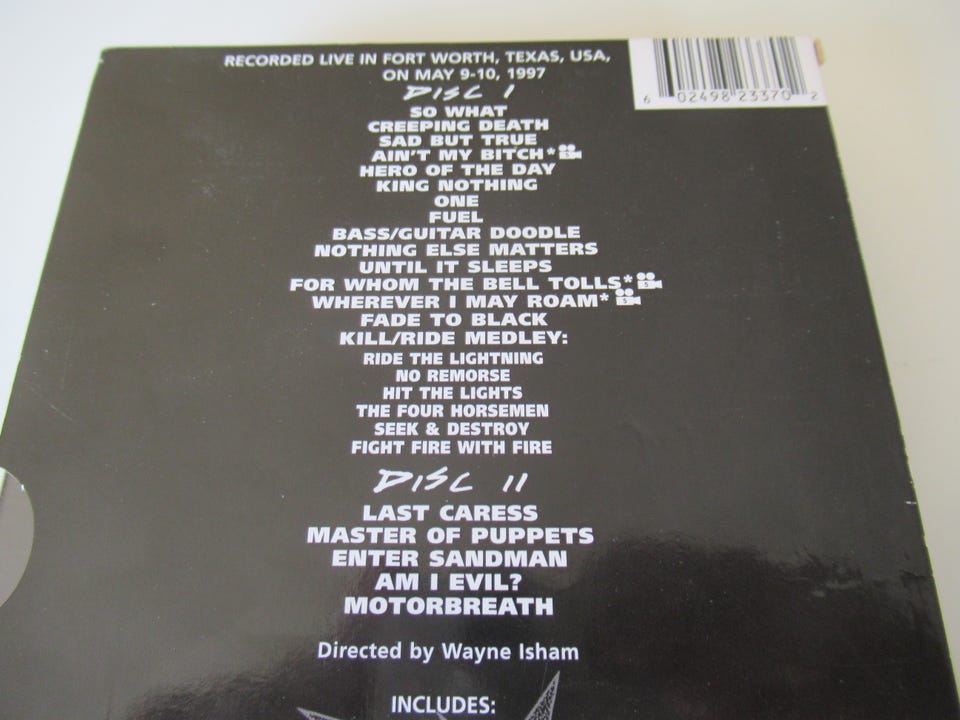 RECORDED LIVE IN FORT WORTH, TEXAS, USA,
ON MAY 9-10, 1997
6 02498 23370 2
DISC I
SO WHAT
CREEPING DEATH
SAD BUT TRUE
AIN'T MY BITCH*
HERO OF THE DAY
KING NOTHING
ONE
FUEL
BASS/GUITAR DOODLE
NOTHING ELSE MATTERS
UNTIL IT SLEEPS
FOR WHOM THE BELL TOLLS*
WHEREVER I MAY ROAM*
FADE TO BLACK
KILL/RIDE MEDLEY:
RIDE THE LIGHTNING
NO REMORSE
HIT THE LIGHTS
THE FOUR HORSEMEN
SEEK & DESTROY
FIGHT FIRE WITH FIRE
DISC II
LAST CARESS
MASTER OF PUPPETS
ENTER SANDMAN
AM I EVIL?
MOTORBREATH
Directed by Wayne Isham
INCLUDES: